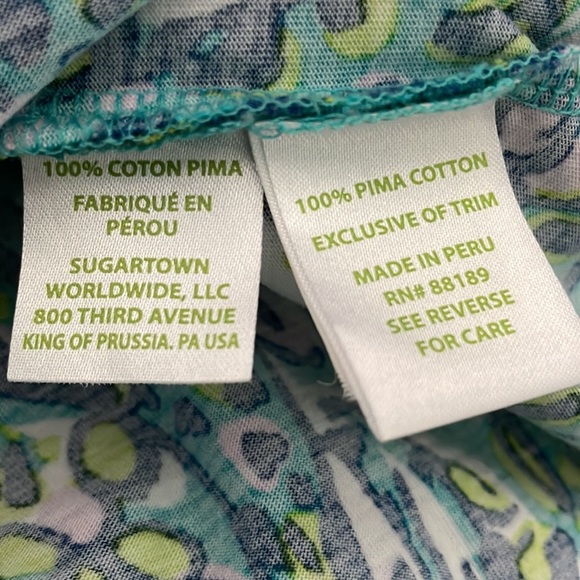 100% COTON PIMA
FABRIQUÉ EN
PÉROU
SUGARTOWN
WORLDWIDE, LLC
800 THIRD AVENUE
KING OF PRUSSIA. PA USA
100% PIMA COTTON
EXCLUSIVE OF TRIM
MADE IN PERU
RN# 88189
SEE REVERSE
FOR CARE